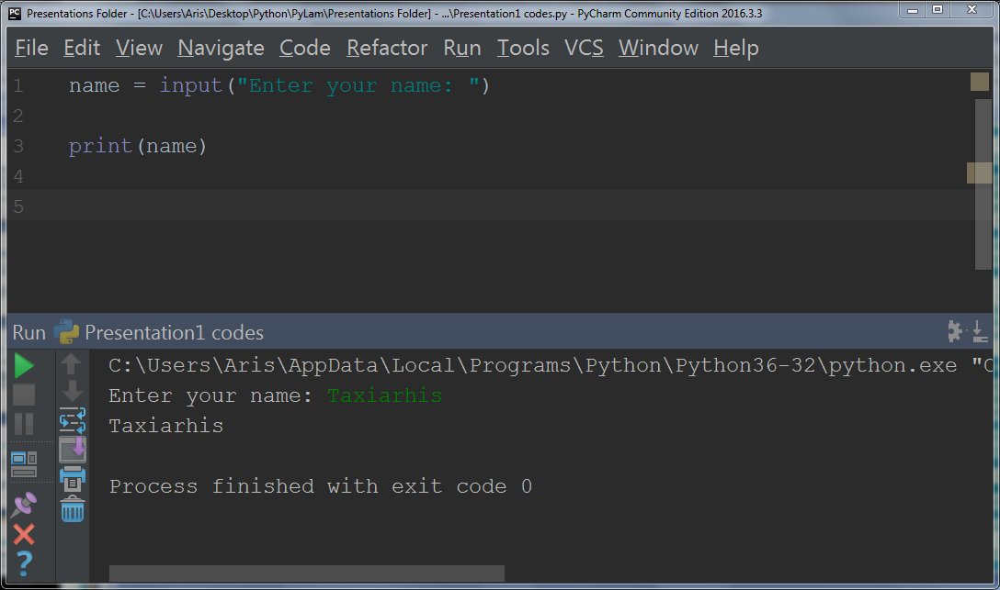 Presentations Folder - [C:\Users\Aris\Desktop\Python\PyLam\Presentations Folder] - ...\Presentation1 codes.py - PyCharm Community Edition 2016.3.3
File Edit View Navigate Code Refactor Run Tools VCS Window Help
1 name = input("Enter your name: ")
2
3 print(name)
4
5
Run Presentation1 codes
C:\Users\Aris\AppData\Local\Programs\Python\Python36-32\python.exe "C
Enter your name: Taxiarhis
Taxiarhis
Process finished with exit code 0